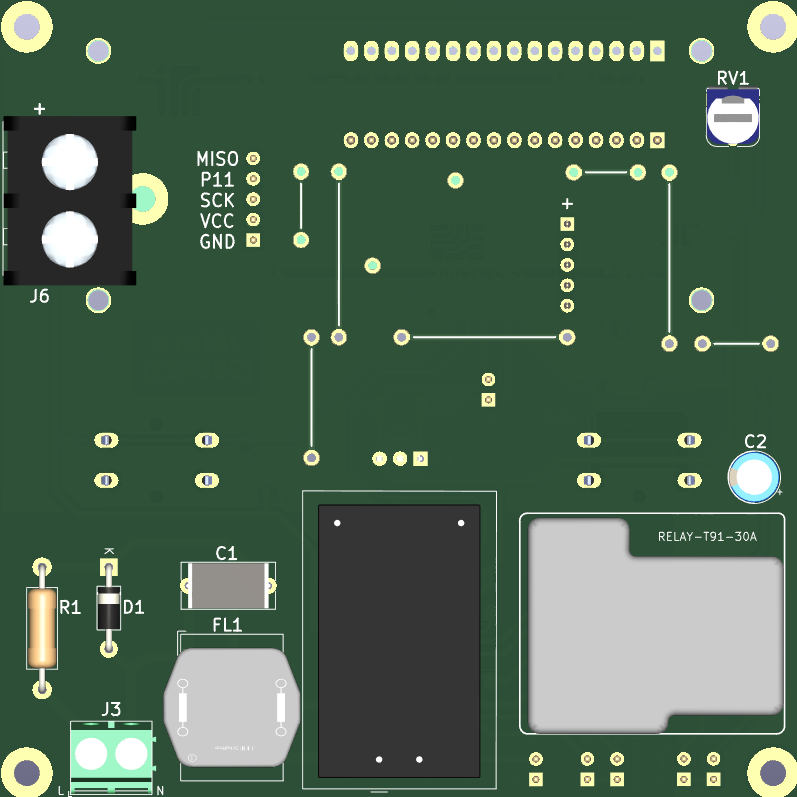 RV1
+
MISO
P11
SCK
VCC
GND
+
J6
C2
+
RELAY-T91-30A
K
C1
R1
D1
FL1
J3
L N